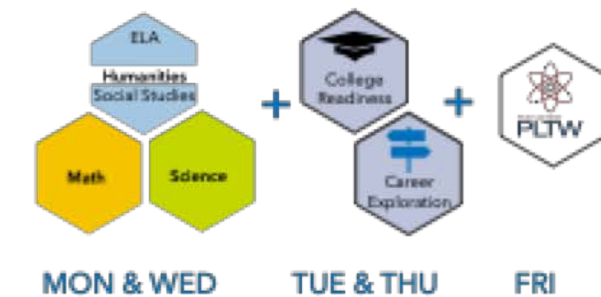 ELA
Humanities
Social Studies
Math
Science
+
College
Readiness
Career
Exploration
+
PLTW
MON & WED
TUE & THU
FRI